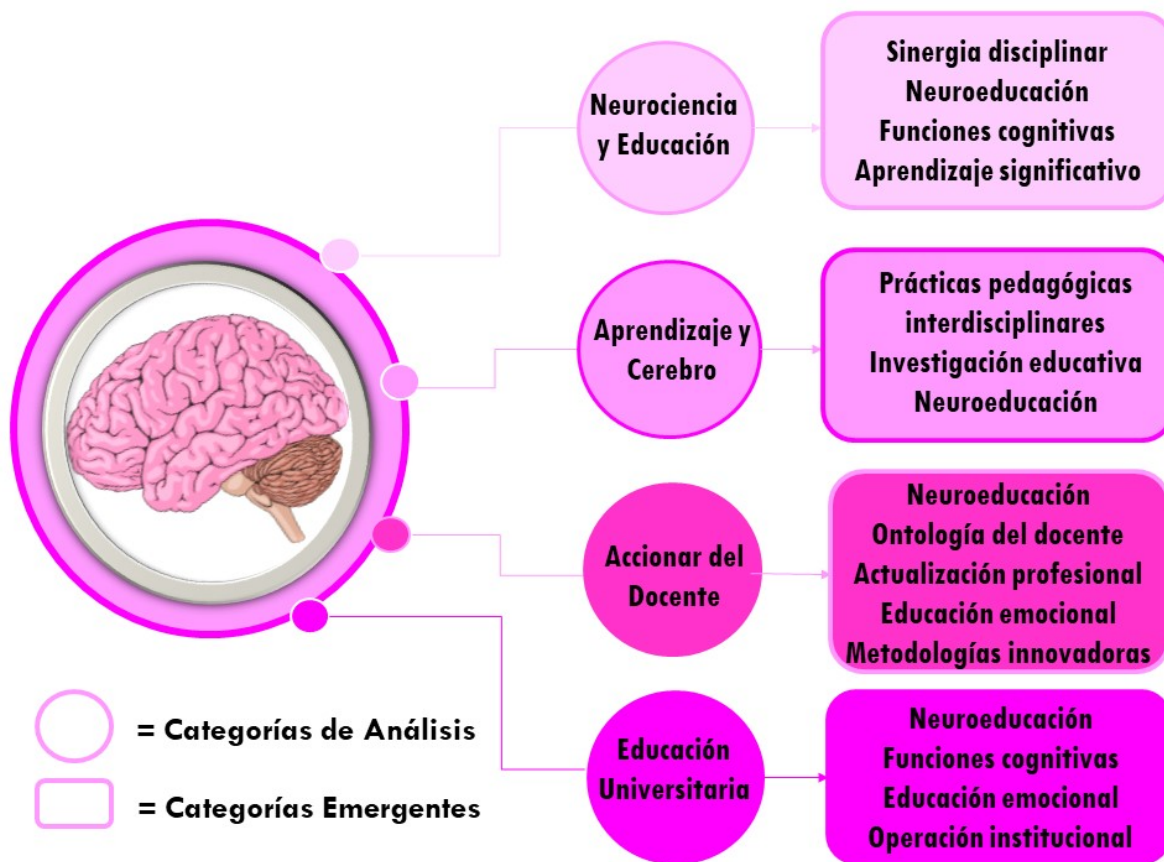 Neurociencia
y Educación
Sinergia disciplinar
Neuroeducación
Funciones cognitivas
Aprendizaje significativo
Aprendizaje y
Cerebro
Prácticas pedagógicas
interdisciplinares
Investigación educativa
Neuroeducación
Accionar del
Docente
Neuroeducación
Ontología del docente
Actualización profesional
Educación emocional
Metodologías innovadoras
Educación
Universitaria
Neuroeducación
Funciones cognitivas
Educación emocional
Operación institucional
= Categorías de Análisis
= Categorías Emergentes